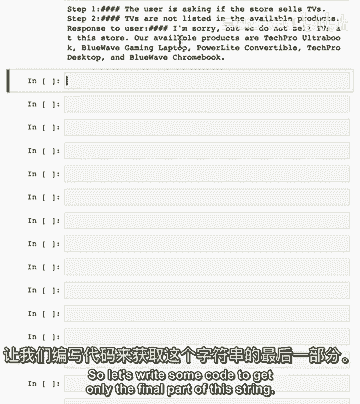 Step 1:#### The user is asking if the store sells TVs.
Step 2:#### TVs are not listed in the available products.
Response to user:#### I'm sorry, but we do not sell TVs a
t this store. Our available products are TechPro Ultraboo
k, BlueWave Gaming Laptop, PowerLite Convertible, TechPro
Desktop, and BlueWave Chromebook.
In [ ]:
In [ ]:
In [ ]:
In [ ]:
In [ ]:
In [ ]:
In [ ]:
In [ ]:
In [ ]:
In [ ]:
In [ ]:
In [ ]:
In [ ]:
让我们编写代码来获取这个字符串的最后一部分。
So let's write some code to get
only the final part of this string.
In [ ]: